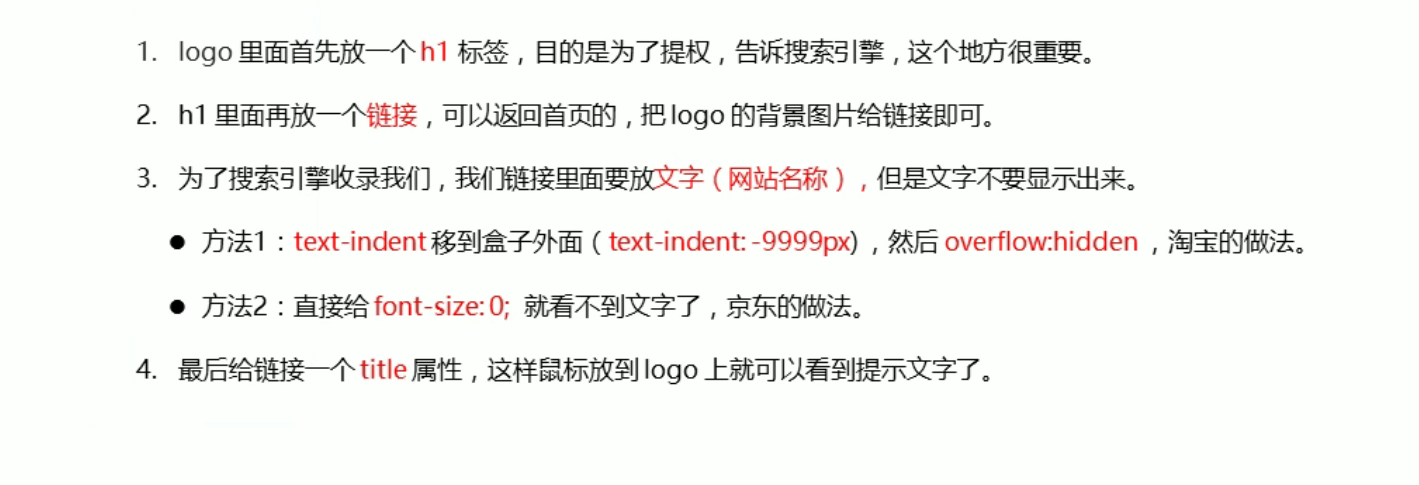 1. logo 里面首先放一个 h1 标签，目的是为了提权，告诉搜索引擎，这个地方很重要。
2. h1 里面再放一个链接，可以返回首页的，把 logo 的背景图片给链接即可。
3. 为了搜索引擎收录我们，我们链接里面要放文字（网站名称），但是文字不要显示出来。
● 方法1：text-indent 移到盒子外面（text-indent: -9999px)，然后 overflow:hidden ，淘宝的做法。
● 方法2：直接给 font-size: 0; 就看不到文字了，京东的做法。
4. 最后给链接一个 title 属性，这样鼠标放到 logo 上就可以看到提示文字了。